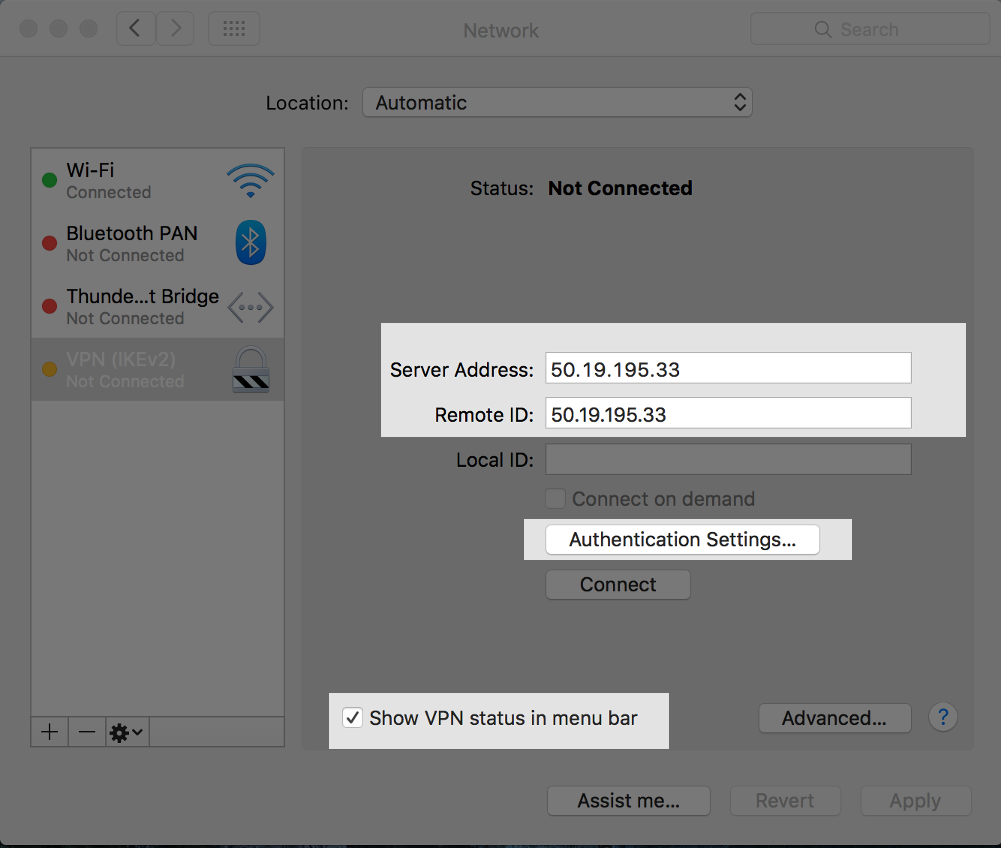 Network
Search
Location: Automatic
Wi-Fi
Connected
Bluetooth PAN
Not Connected
Thunde...t Bridge
Not Connected
VPN (IKEv2)
Not Connected
Status: Not Connected
Server Address: 50.19.195.33
Remote ID: 50.19.195.33
Local ID:
Connect on demand
Authentication Settings...
Connect
Show VPN status in menu bar
Advanced...
?
Assist me...
Revert
Apply